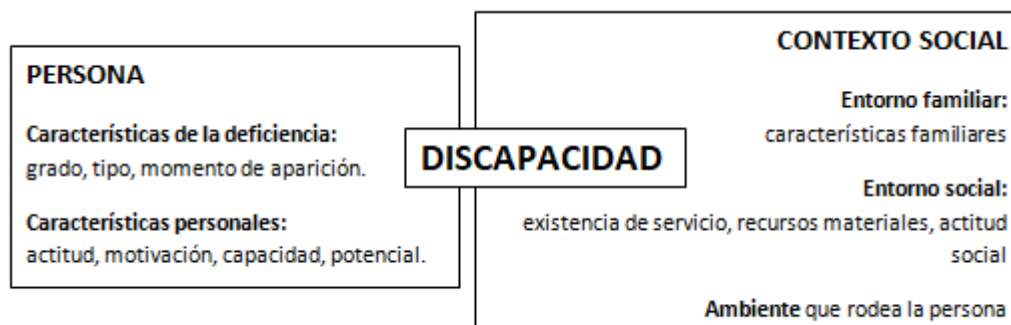 PERSONA
Características de la deficiencia:
grado, tipo, momento de aparición.
Características personales:
actitud, motivación, capacidad, potencial.
DISCAPACIDAD
CONTEXTO SOCIAL
Entorno familiar:
características familiares
Entorno social:
existencia de servicio, recursos materiales, actitud
social
Ambiente que rodea la persona